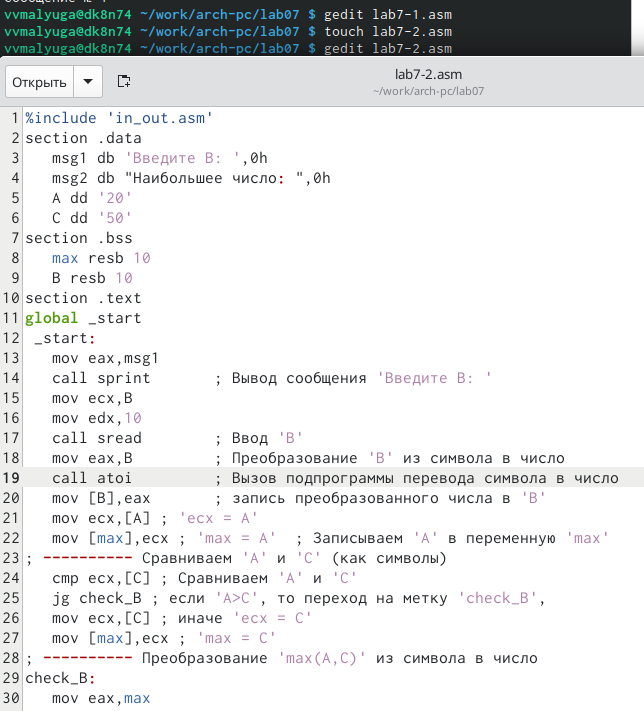 vvmalyuga@dk8n74 ~/work/arch-pc/lab07 $ gedit lab7-1.asm
vvmalyuga@dk8n74 ~/work/arch-pc/lab07 $ touch lab7-2.asm
vvmalyuga@dk8n74 ~/work/arch-pc/lab07 $ gedit lab7-2.asm
Открыть
lab7-2.asm
~/work/arch-pc/lab07
1 %include 'in_out.asm'
2 section .data
3    msg1 db 'Введите B: ',0h
4    msg2 db "Наибольшее число: ",0h
5    A dd '20'
6    C dd '50'
7 section .bss
8    max resb 10
9    B resb 10
10 section .text
11 global _start
12  _start:
13    mov eax,msg1
14    call sprint       ; Вывод сообщения 'Введите B: '
15    mov ecx,B
16    mov edx,10
17    call sread        ; Ввод 'B'
18    mov eax,B         ; Преобразование 'B' из символа в число
19    call atoi         ; Вызов подпрограммы перевода символа в число
20    mov [B],eax       ; запись преобразованного числа в 'B'
21    mov ecx,[A] ; 'ecx = A'
22    mov [max],ecx ; 'max = A'  ; Записываем 'A' в переменную 'max'
23 ; ---------- Сравниваем 'A' и 'C' (как символы)
24    cmp ecx,[C] ; Сравниваем 'A' и 'C'
25    jg check_B ; если 'A>C', то переход на метку 'check_B',
26    mov ecx,[C] ; иначе 'ecx = C'
27    mov [max],ecx ; 'max = C'
28 ; ---------- Преобразование 'max(A,C)' из символа в число
29 check_B:
30    mov eax,max